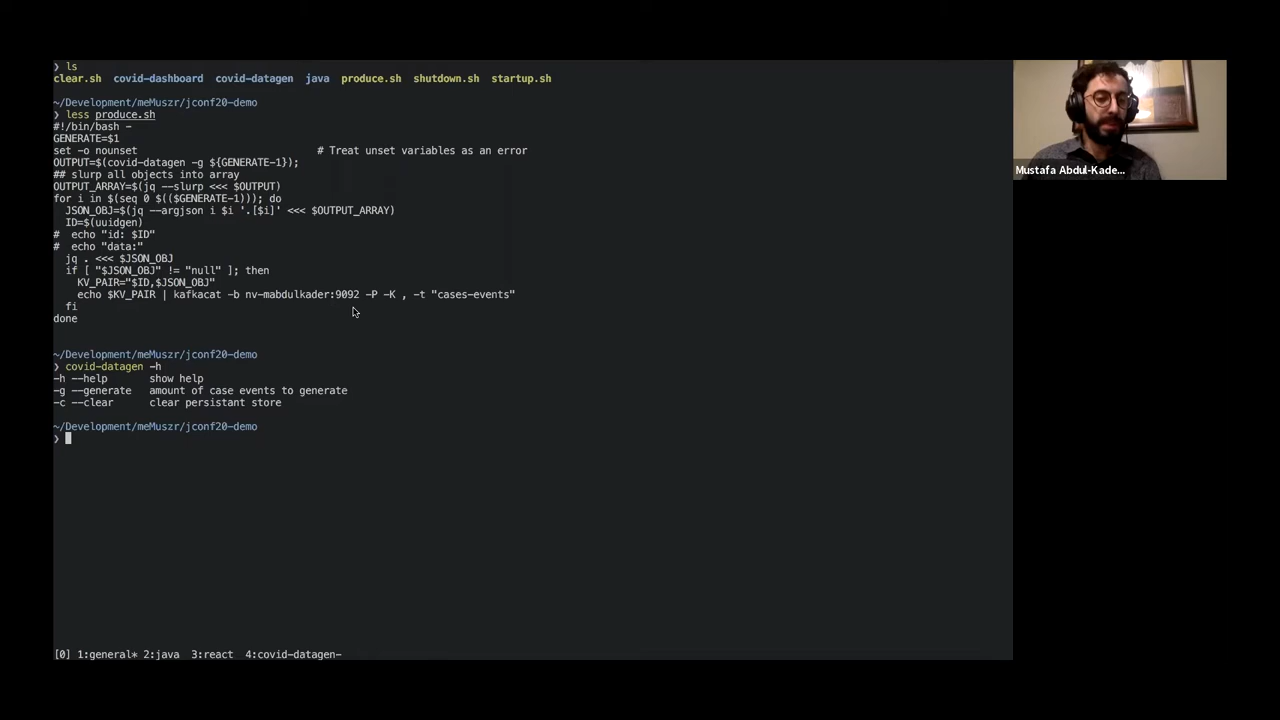 ❯ ls
clear.sh covid-dashboard covid-datagen java produce.sh shutdown.sh startup.sh
~/Development/meMuszr/jconf20-demo
❯ less produce.sh
#!/bin/bash -
GENERATE=$1
set -o nounset # Treat unset variables as an error
OUTPUT=$(covid-datagen -g ${GENERATE-1});
## slurp all objects into array
OUTPUT_ARRAY=$(jq --slurp <<< $OUTPUT)
for i in $(seq 0 $(($GENERATE-1))); do
JSON_OBJ=$(jq --argjson i $i '.[$i]' <<< $OUTPUT_ARRAY)
ID=$(uuidgen)
# echo "id: $ID"
# echo "data:"
jq . <<< $JSON_OBJ
if [ "$JSON_OBJ" != "null" ]; then
KV_PAIR="$ID,$JSON_OBJ"
echo $KV_PAIR | kafkacat -b nv-mabdulkader:9092 -P -K , -t "cases-events"
fi
done
~/Development/meMuszr/jconf20-demo
❯ covid-datagen -h
-h --help show help
-g --generate amount of case events to generate
-c --clear clear persistant store
~/Development/meMuszr/jconf20-demo
❯
[0] 1:general* 2:java 3:react 4:covid-datagen-
Mustafa Abdul-Kade...